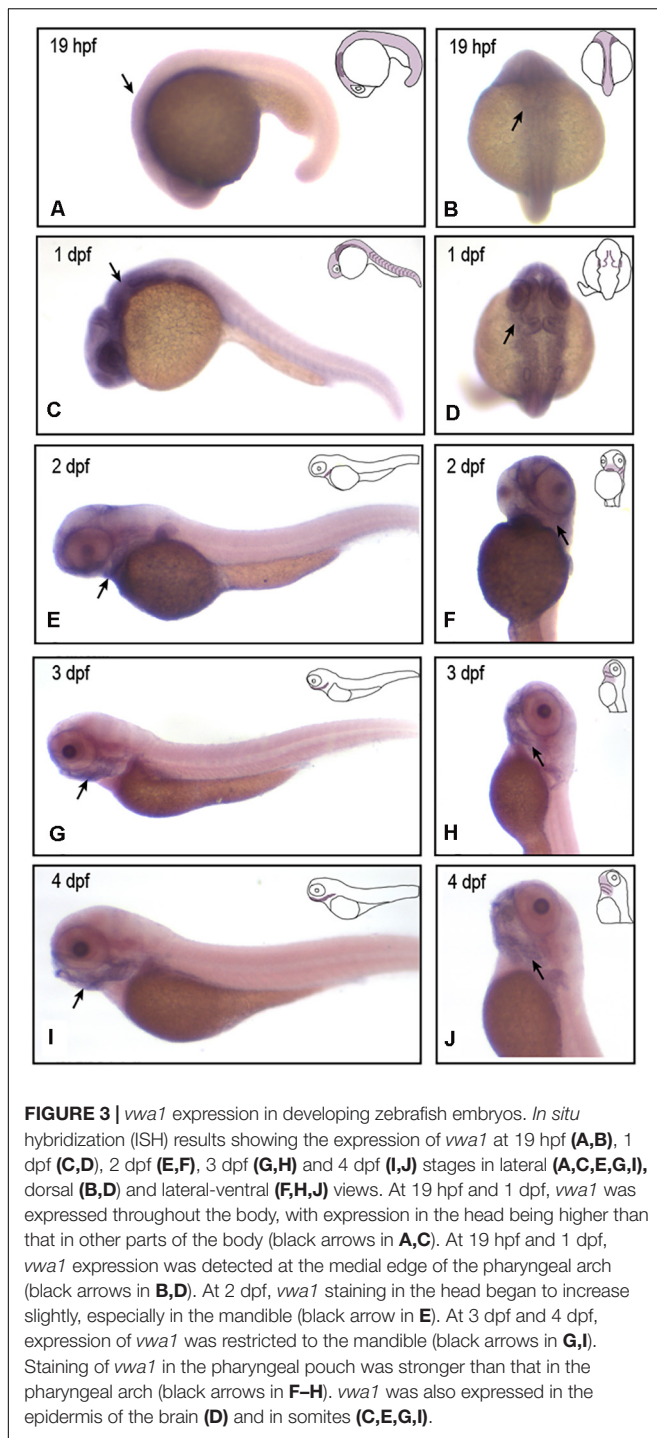 19 hpf
A
19 hpf
B
1 dpf
C
1 dpf
D
2 dpf
E
2 dpf
F
3 dpf
G
3 dpf
H
4 dpf
I
4 dpf
J
FIGURE 3 | vwa1 expression in developing zebrafish embryos. In situ
hybridization (ISH) results showing the expression of vwa1 at 19 hpf (A,B), 1
dpf (C,D), 2 dpf (E,F), 3 dpf (G,H) and 4 dpf (I,J) stages in lateral (A,C,E,G,I),
dorsal (B,D) and lateral-ventral (F,H,J) views. At 19 hpf and 1 dpf, vwa1 was
expressed throughout the body, with expression in the head being higher than
that in other parts of the body (black arrows in A,C). At 19 hpf and 1 dpf,
vwa1 expression was detected at the medial edge of the pharyngeal arch
(black arrows in B,D). At 2 dpf, vwa1 staining in the head began to increase
slightly, especially in the mandible (black arrow in E). At 3 dpf and 4 dpf,
expression of vwa1 was restricted to the mandible (black arrows in G,I).
Staining of vwa1 in the pharyngeal pouch was stronger than that in the
pharyngeal arch (black arrows in F–H). vwa1 was also expressed in the
epidermis of the brain (D) and in somites (C,E,G,I).